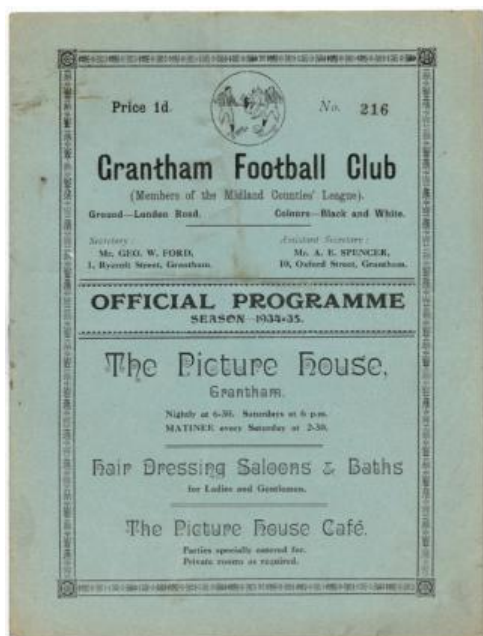 Price 1d.
No. 216
Grantham Football Club
(Members of the Midland Counties' League).
Ground—London Road. Colours—Black and White.
Secretary: Assistant Secretary:
Mr. GEO. W. FORD, Mr. A. E. SPENCER,
1, Rycroft Street, Grantham. 10, Oxford Street, Grantham.
OFFICIAL PROGRAMME
SEASON—1934-35.
The Picture House,
Grantham.
Nightly at 6-30. Saturdays at 6 p.m.
MATINEE every Saturday at 2-30.
Hair Dressing Saloons & Baths
for Ladies and Gentlemen.
The Picture House Café.
Parties specially catered for.
Private rooms as required.